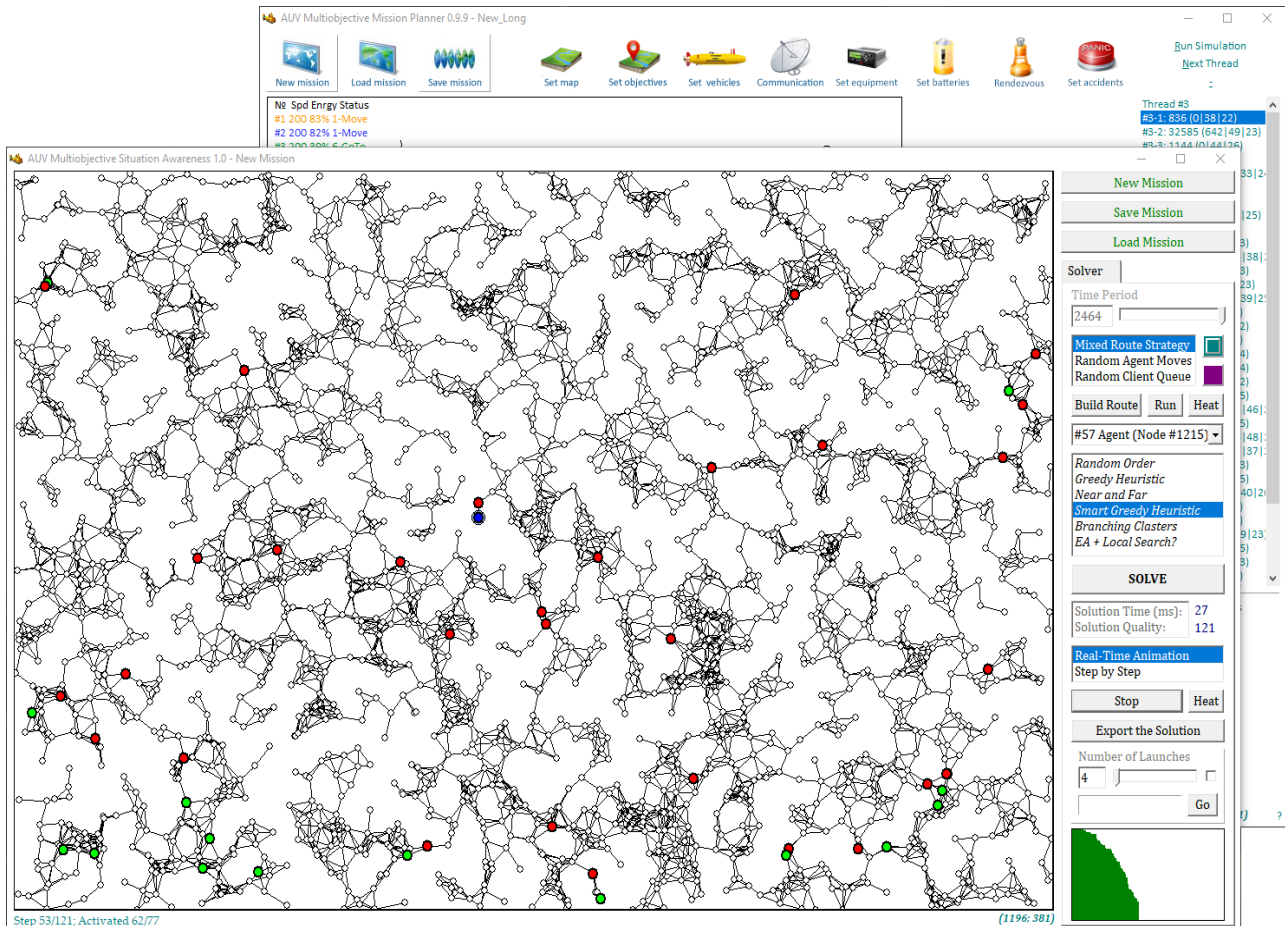 AUV Multiobjective Mission Planner 0.9.9 - New_Long
New mission
Load mission
Save mission
Set map
Set objectives
Set vehicles
Communication
Set equipment
Set batteries
Rendezvous
PANIC
Set accidents
Run Simulation
Next Thread
-
№ Spd Enrgy Status
#1 200 83% 1-Move
#2 200 82% 1-Move
#3 200 39% 6-GoTo
Thread #3
#3-1: 836 (0|38|22)
#3-2: 32585 (642|49|23)
#3-3: 1144 (0|44|26)
AUV Multiobjective Situation Awareness 1.0 - New Mission
New Mission
Save Mission
Load Mission
Solver
Time Period
2464
Mixed Route Strategy
Random Agent Moves
Random Client Queue
Build Route
Run
Heat
#57 Agent (Node #1215)
Random Order
Greedy Heuristic
Near and Far
Smart Greedy Heuristic
Branching Clasters
EA + Local Search?
SOLVE
Solution Time (ms): 27
Solution Quality: 121
Real-Time Animation
Step by Step
Stop
Heat
Export the Solution
Number of Launches
4
Go
?
Step 53/121; Activated 62/77
(1196; 381)